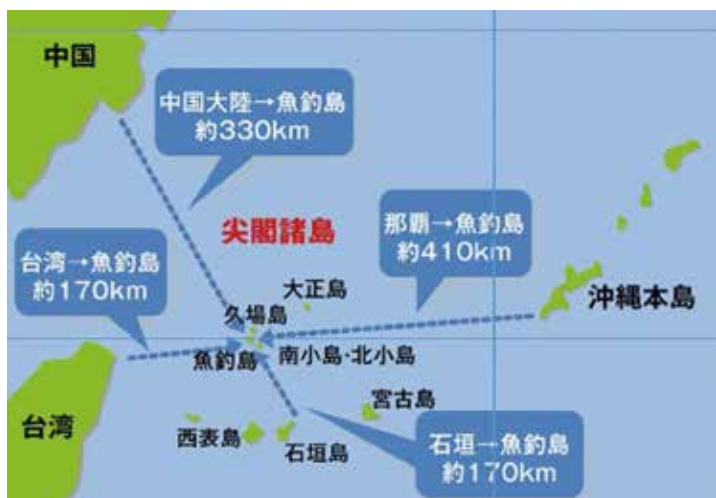 中国
中国大陸→魚釣島
約330km
尖閣諸島
那覇→魚釣島
約410km
台湾→魚釣島
約170km
大正島
久場島
沖縄本島
魚釣島
南小島・北小島
宮古島
台湾
西表島
石垣島
石垣→魚釣島
約170km